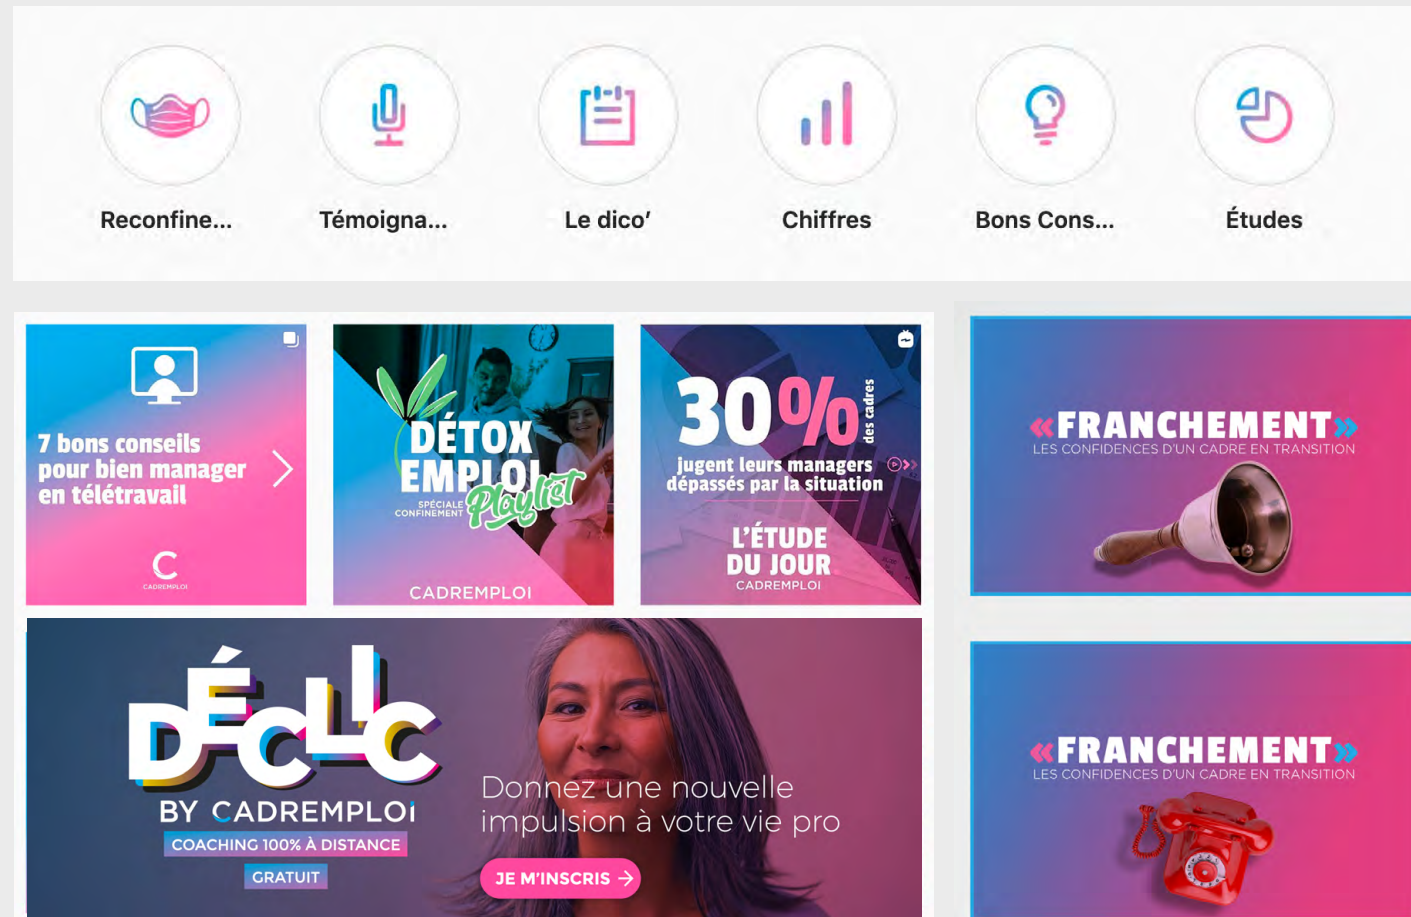 Reconfine...
Témoigna...
Le dico’
Chiffres
Bons Cons...
Études
7 bons conseils
pour bien manager
en télétravail
C
CADREMPLOI
DÉTOX
EMPLOI
SPÉCIALE
CONFINEMENT
Playlist
CADREMPLOI
30%
des cadres
jugent leurs managers
dépassés par la situation
L’ÉTUDE
DU JOUR
CADREMPLOI
«FRANCHEMENT»
LES CONFIDENCES D’UN CADRE EN TRANSITION
DÉCLIC
BY CADREMPLOI
COACHING 100% À DISTANCE
GRATUIT
Donnez une nouvelle
impulsion à votre vie pro
JE M’INSCRIS →
«FRANCHEMENT»
LES CONFIDENCES D’UN CADRE EN TRANSITION